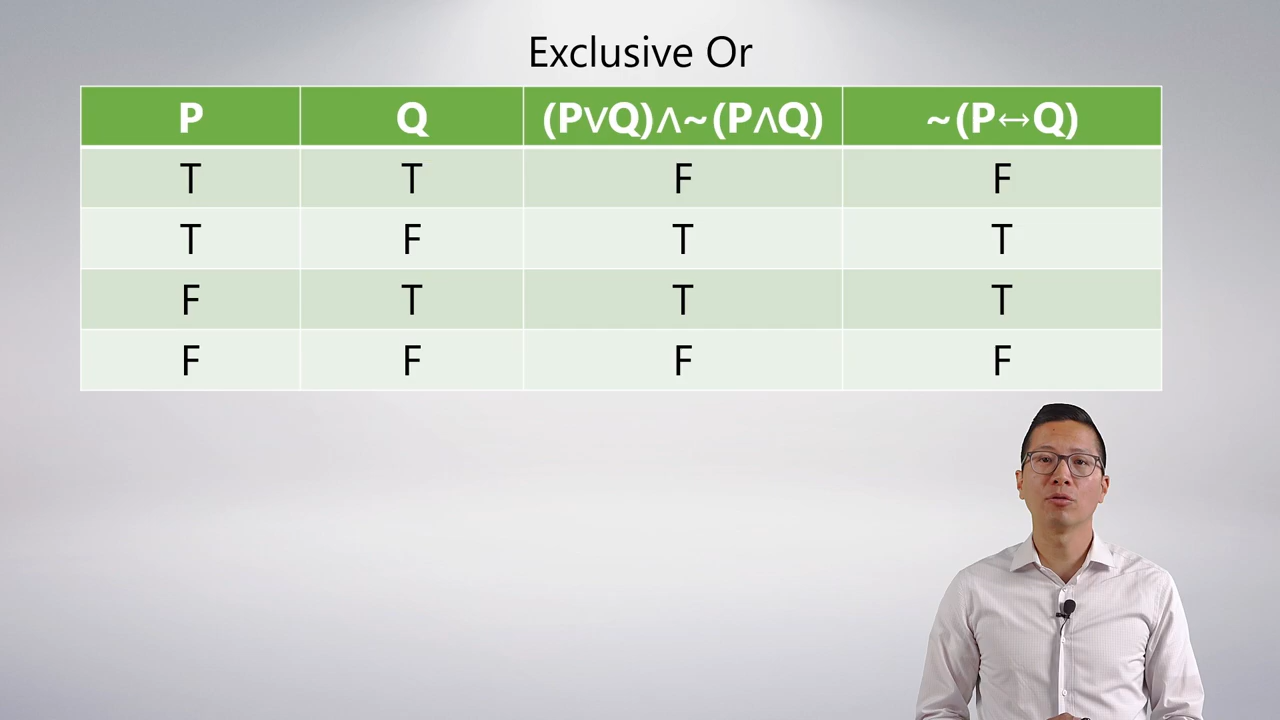 Exclusive Or
P Q (P∨Q)∧~(P∧Q) ~(P↔Q)
T T F F
T F T T
F T T T
F F F F